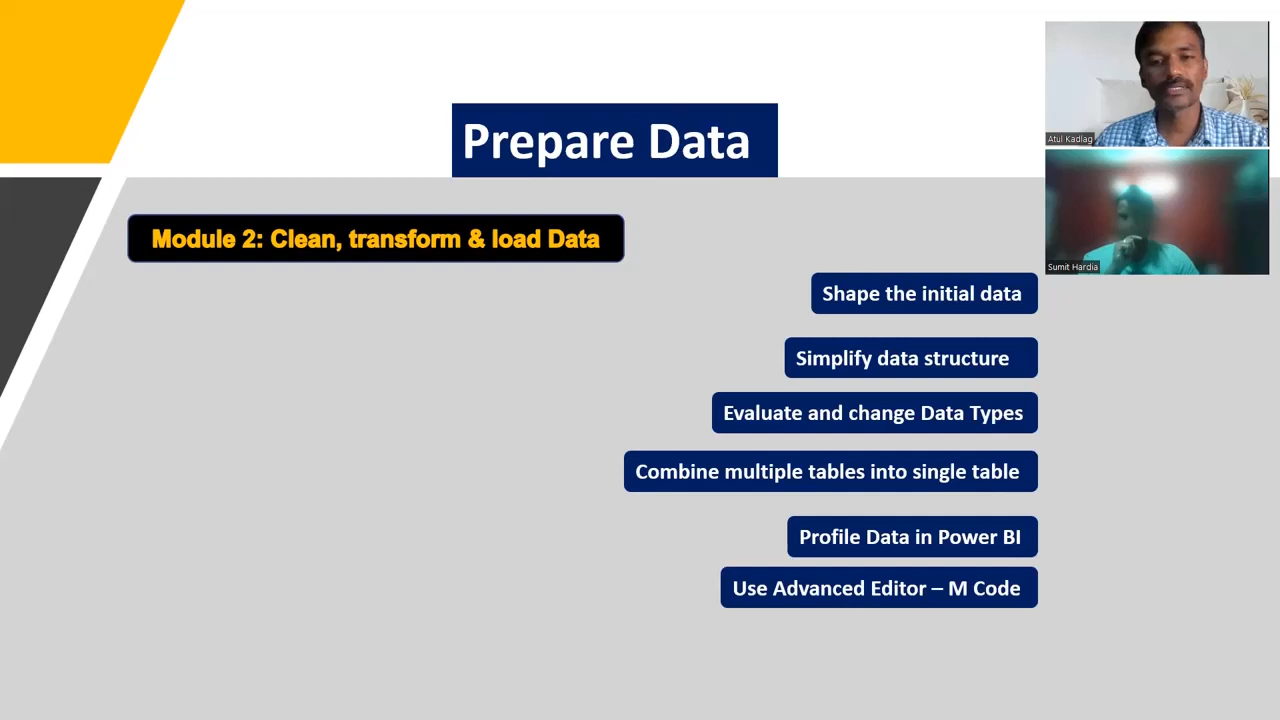 Prepare Data
Atul Kadlag
Module 2: Clean, transform & load Data
Sumit Hardia
Shape the initial data
Simplify data structure
Evaluate and change Data Types
Combine multiple tables into single table
Profile Data in Power BI
Use Advanced Editor – M Code